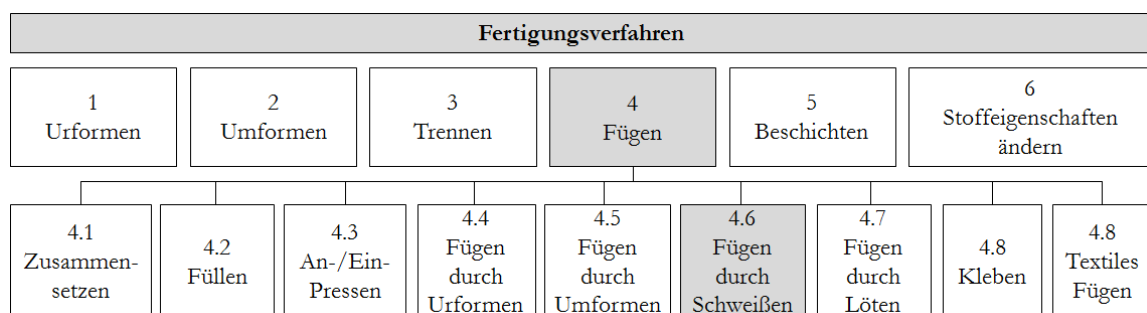 Fertigungsverfahren
1
Urformen
2
Umformen
3
Trennen
4
Fügen
5
Beschichten
6
Stoffeigenschaften
ändern
4.1
Zusammen-
setzen
4.2
Füllen
4.3
An-/Ein-
Pressen
4.4
Fügen
durch
Urformen
4.5
Fügen
durch
Umformen
4.6
Fügen
durch
Schweißen
4.7
Fügen
durch
Löten
4.8
Kleben
4.8
Textiles
Fügen